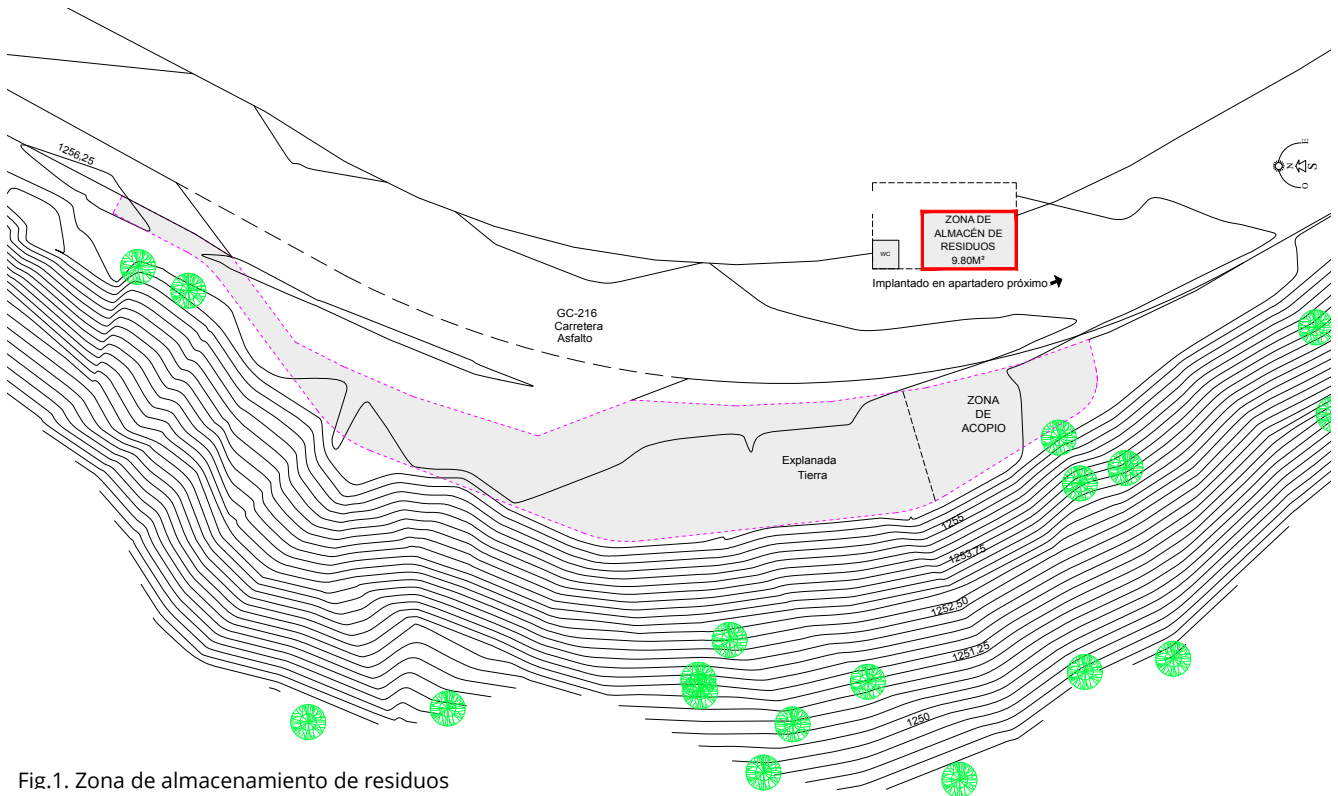 1256,25
E
N
S
O
ZONA DE
ALMACÉN DE
RESIDUOS
9.80M²
WC
Implantado en apartadero próximo
GC-216
Carretera
Asfalto
ZONA
DE
ACOPIO
Explanada
Tierra
1255
1253,75
1252,50
1251,25
1250
Fig.1. Zona de almacenamiento de residuos